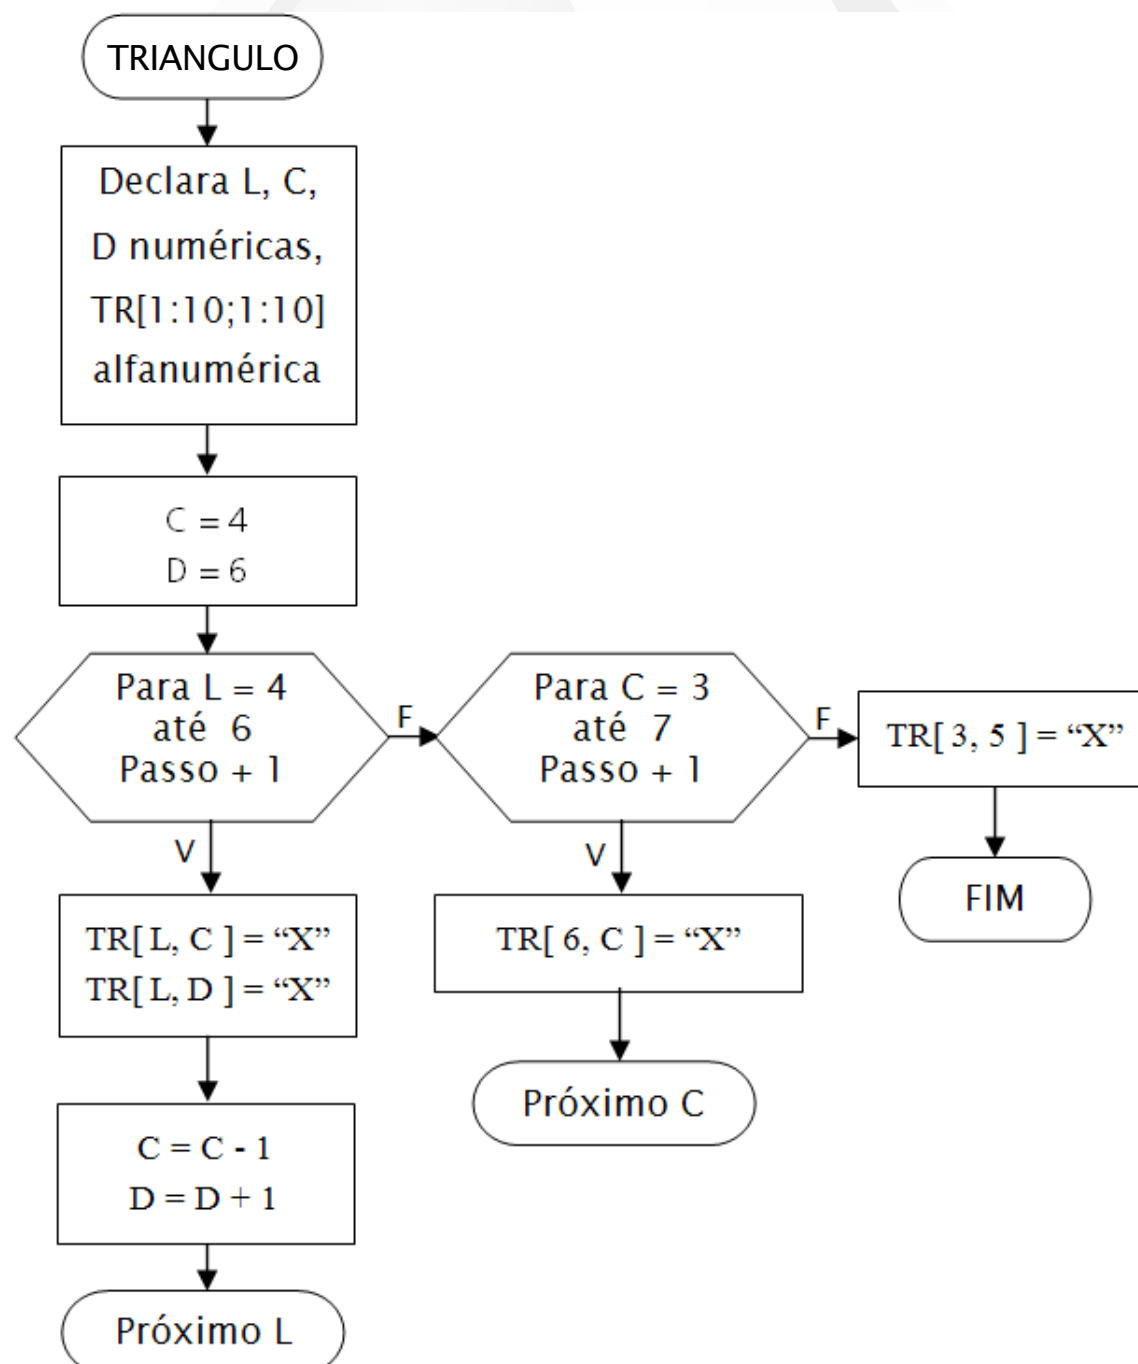 TRIANGULO
Declara L, C,
D numéricas,
TR[1:10;1:10]
alfanumérica
C = 4
D = 6
Para L = 4
até 6
Passo + 1
F
V
TR[ L, C ] = “X”
TR[ L, D ] = “X”
C = C - 1
D = D + 1
Próximo L
Para C = 3
até 7
Passo + 1
F
V
TR[ 6, C ] = “X”
Próximo C
TR[ 3, 5 ] = “X”
FIM